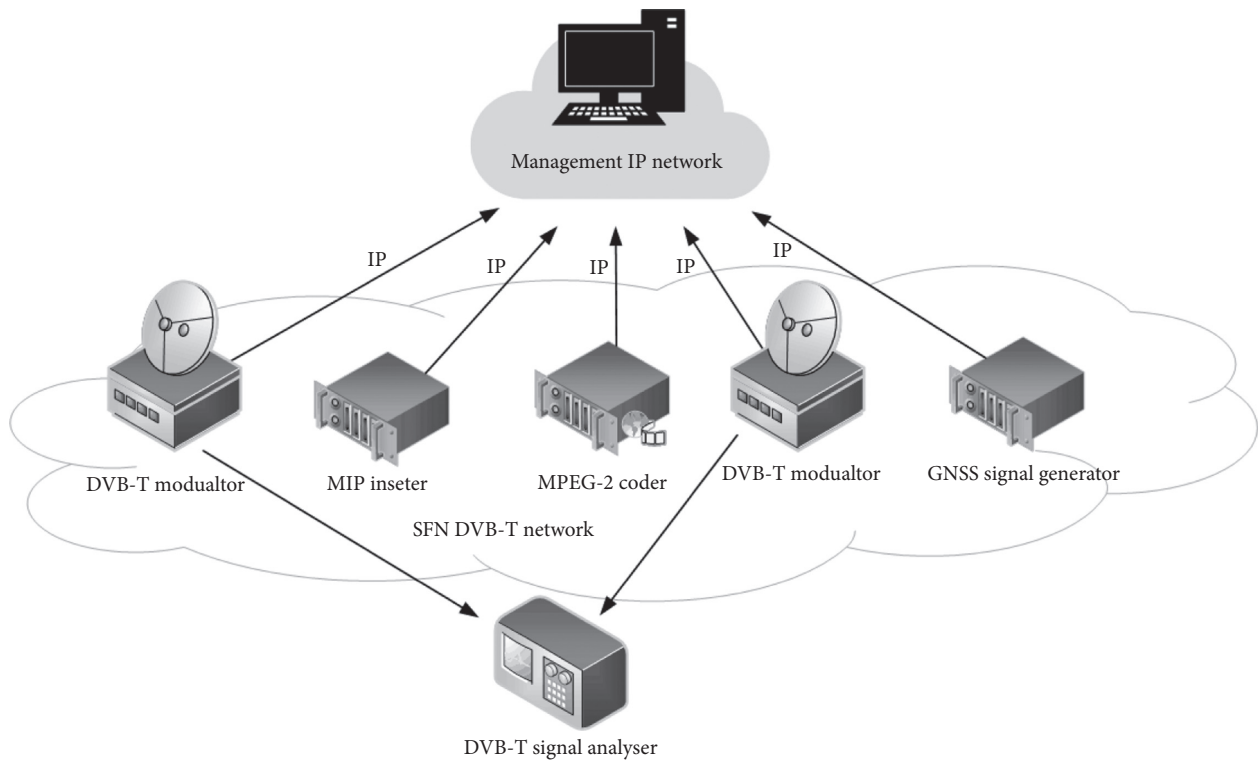 Management IP network
IP
IP
IP
IP
IP
DVB-T modualtor
MIP inseter
MPEG-2 coder
DVB-T modualtor
GNSS signal generator
SFN DVB-T network
DVB-T signal analyser